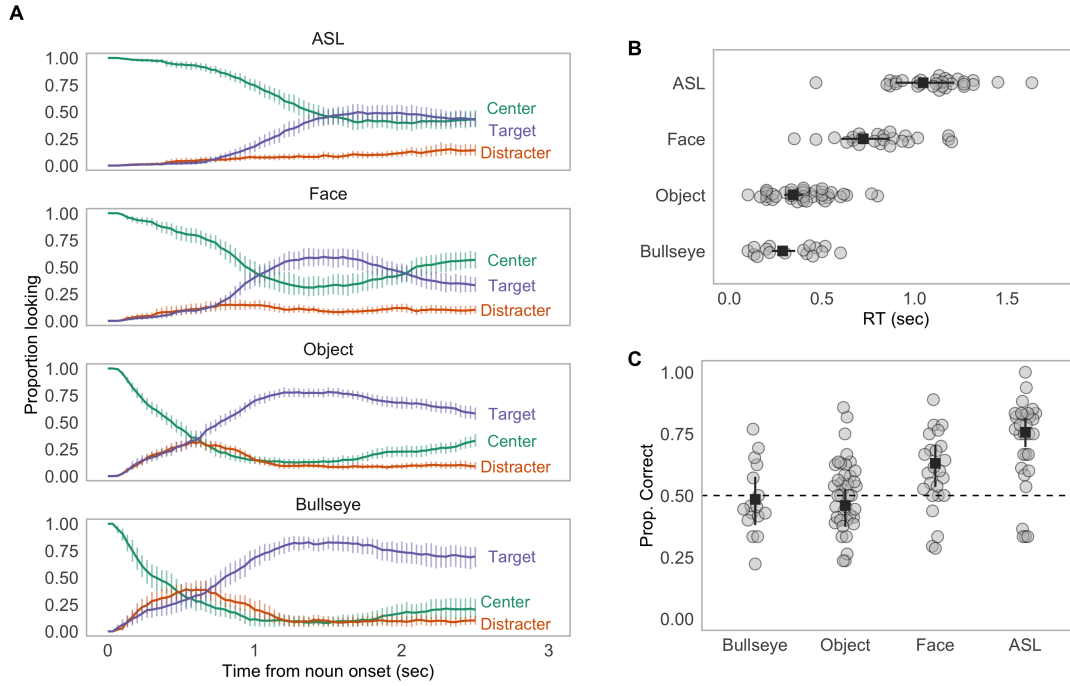 A
ASL
1.00
0.75
0.50
0.25
0.00
Center
Target
Distracter
Face
1.00
0.75
0.50
0.25
0.00
Center
Target
Distracter
Object
1.00
0.75
0.50
0.25
0.00
Target
Center
Distracter
Bullseye
1.00
0.75
0.50
0.25
0.00
Target
Center
Distracter
0 1 2 3
Time from noun onset (sec)
Proportion looking
B
ASL
Face
Object
Bullseye
0.0 0.5 1.0 1.5
RT (sec)
C
1.00
0.75
0.50
0.25
0.00
Prop. Correct
Bullseye Object Face ASL